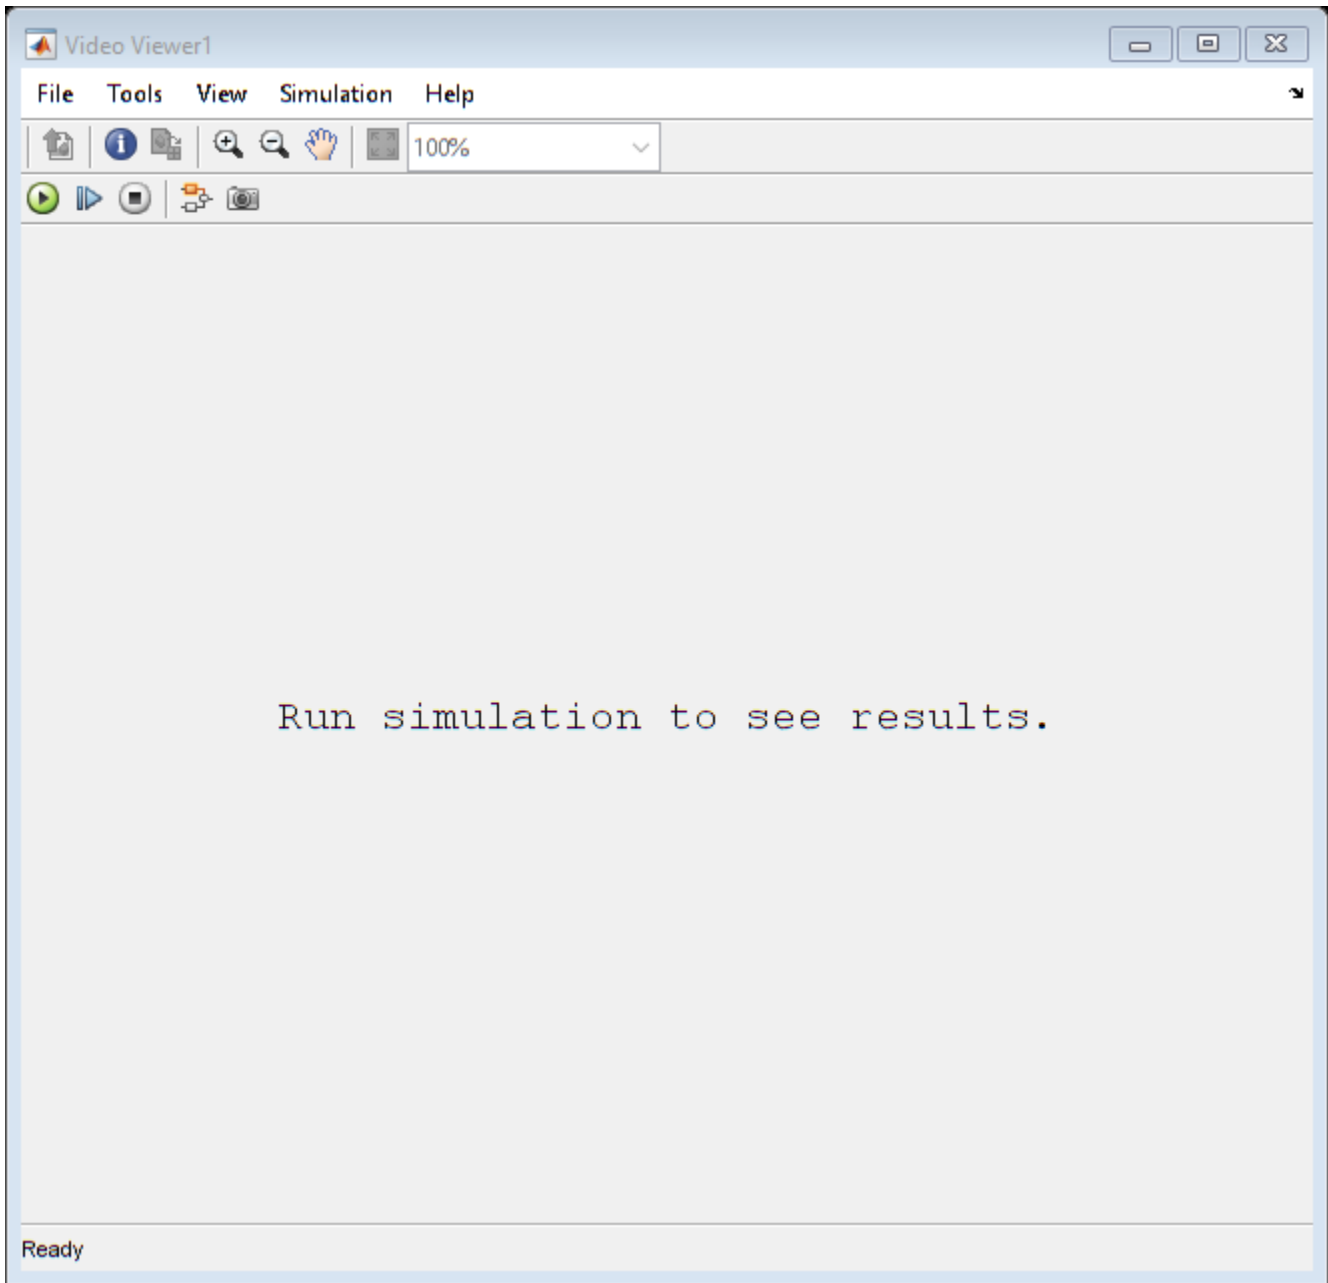 Video Viewer1
File Tools View Simulation Help
100%
Run simulation to see results.
Ready